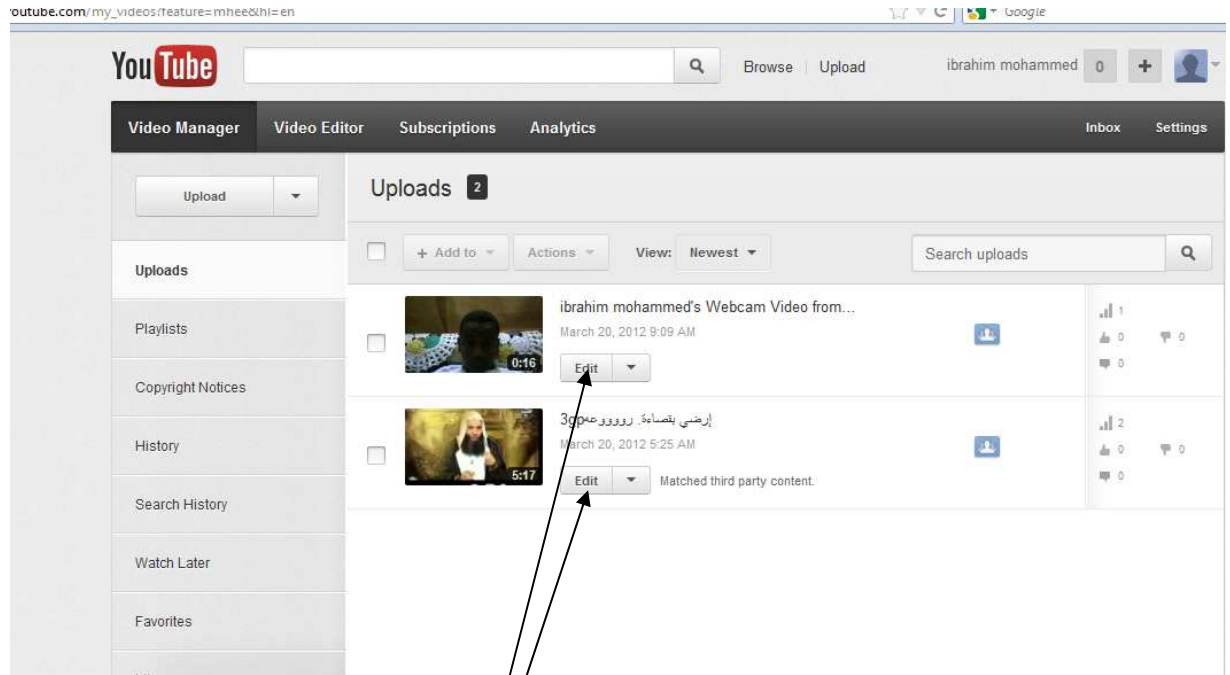 youtube.com/my_videos?feature=mhee&hl=en
Google
YouTube
Browse Upload
ibrahim mohammed 0 +
Video Manager Video Editor Subscriptions Analytics
Inbox Settings
Upload
Uploads 2
+ Add to Actions View: Newest
Search uploads
Uploads
Playlists
Copyright Notices
History
Search History
Watch Later
Favorites
ibrahim mohammed's Webcam Video from...
March 20, 2012 9:09 AM
0:16
Edit
1
0 0
0
إرضي بقصاءة. رووووعه3gp
March 20, 2012 5:25 AM
5:17
Edit Matched third party content.
2
0 0
0